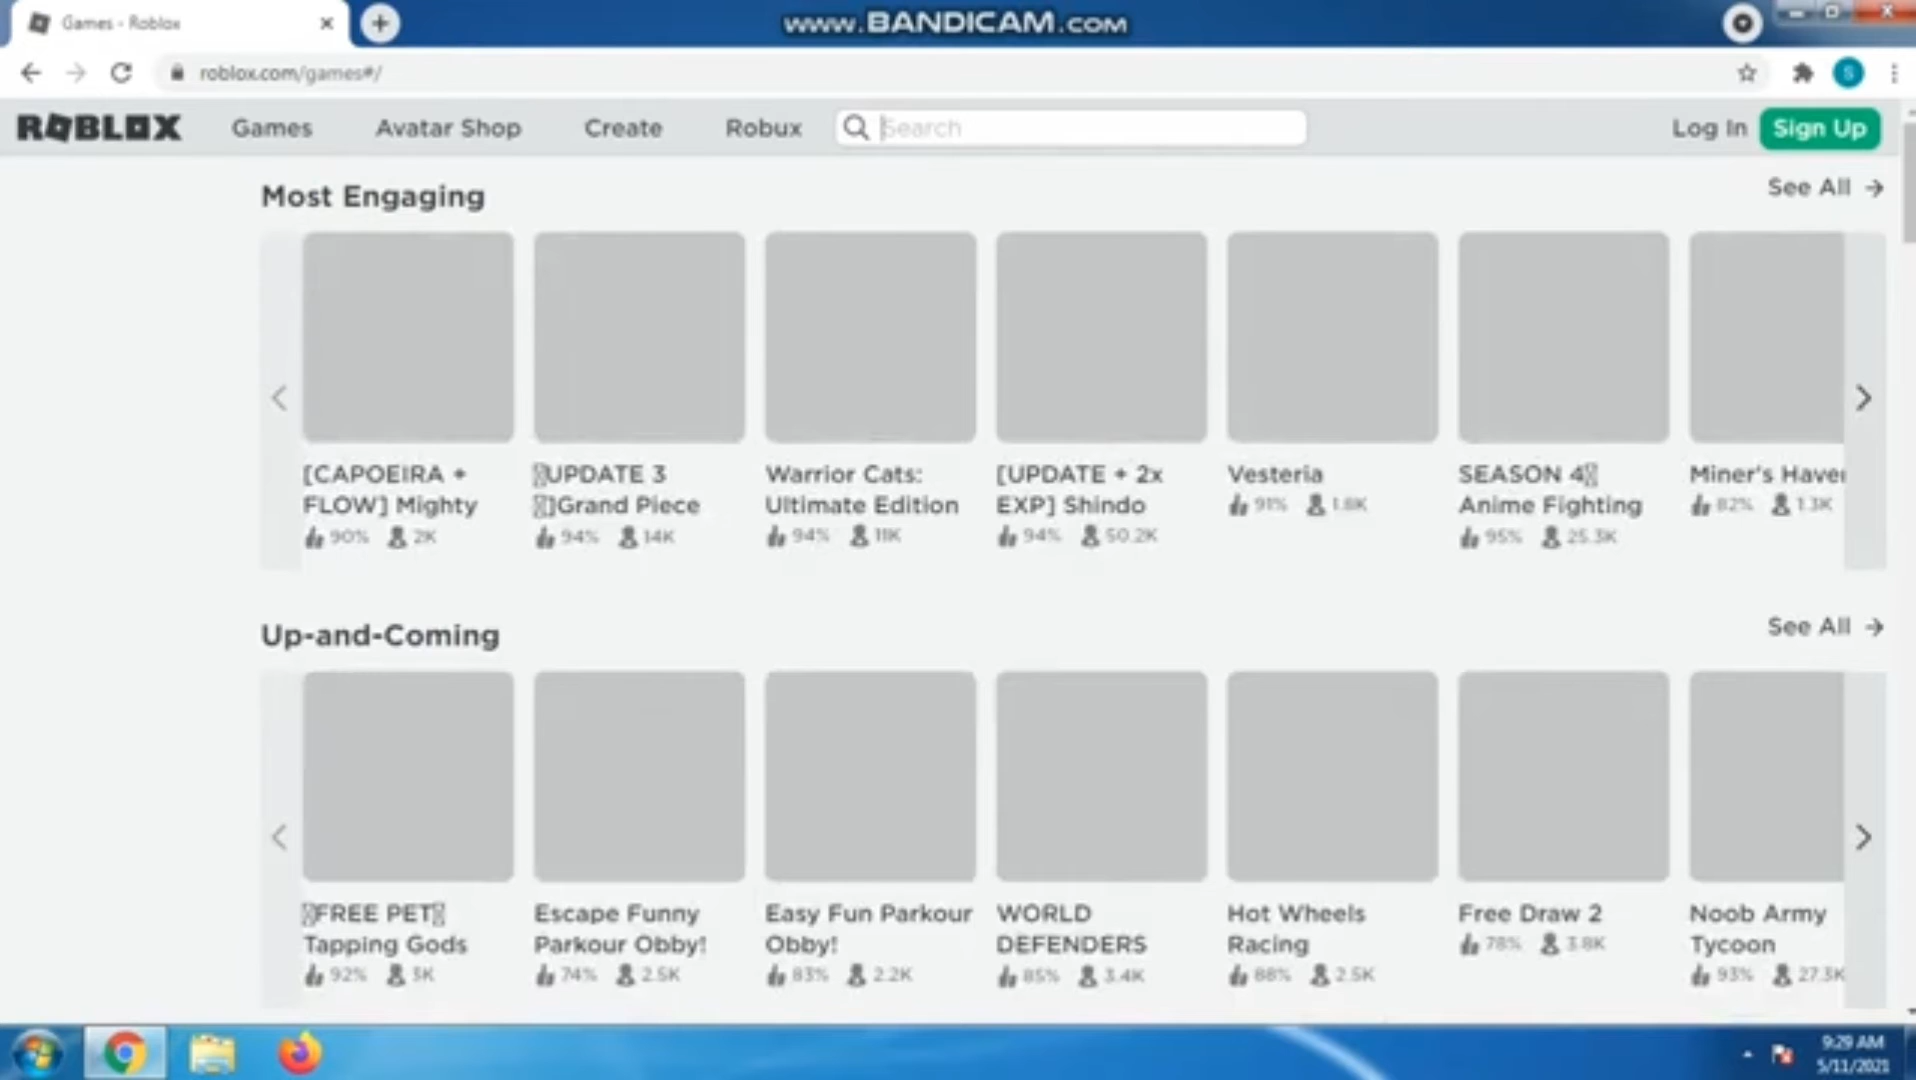 Games - Roblox
www.BANDICAM.com
roblox.com/games#/
S
ROBLOX
Games
Avatar Shop
Create
Robux
Search
Log In
Sign Up
Most Engaging
See All →
[CAPOEIRA +
FLOW] Mighty
90% 2K
UPDATE 3
]Grand Piece
94% 14K
Warrior Cats:
Ultimate Edition
94% 11K
[UPDATE + 2x
EXP] Shindo
94% 50.2K
Vesteria
91% 1.8K
SEASON 4
Anime Fighting
95% 25.3K
Miner's Haven
82% 1.3K
Up-and-Coming
See All →
FREE PET
Tapping Gods
92% 3K
Escape Funny
Parkour Obby!
74% 2.5K
Easy Fun Parkour
Obby!
83% 2.2K
WORLD
DEFENDERS
85% 3.4K
Hot Wheels
Racing
88% 2.5K
Free Draw 2
78% 3.8K
Noob Army
Tycoon
93% 27.3K
9:29 AM
5/11/2021